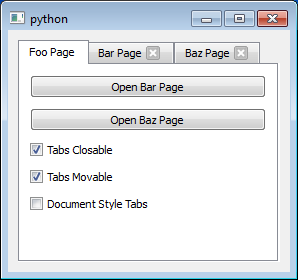 python
Foo Page Bar Page Baz Page
Open Bar Page
Open Baz Page
Tabs Closable
Tabs Movable
Document Style Tabs